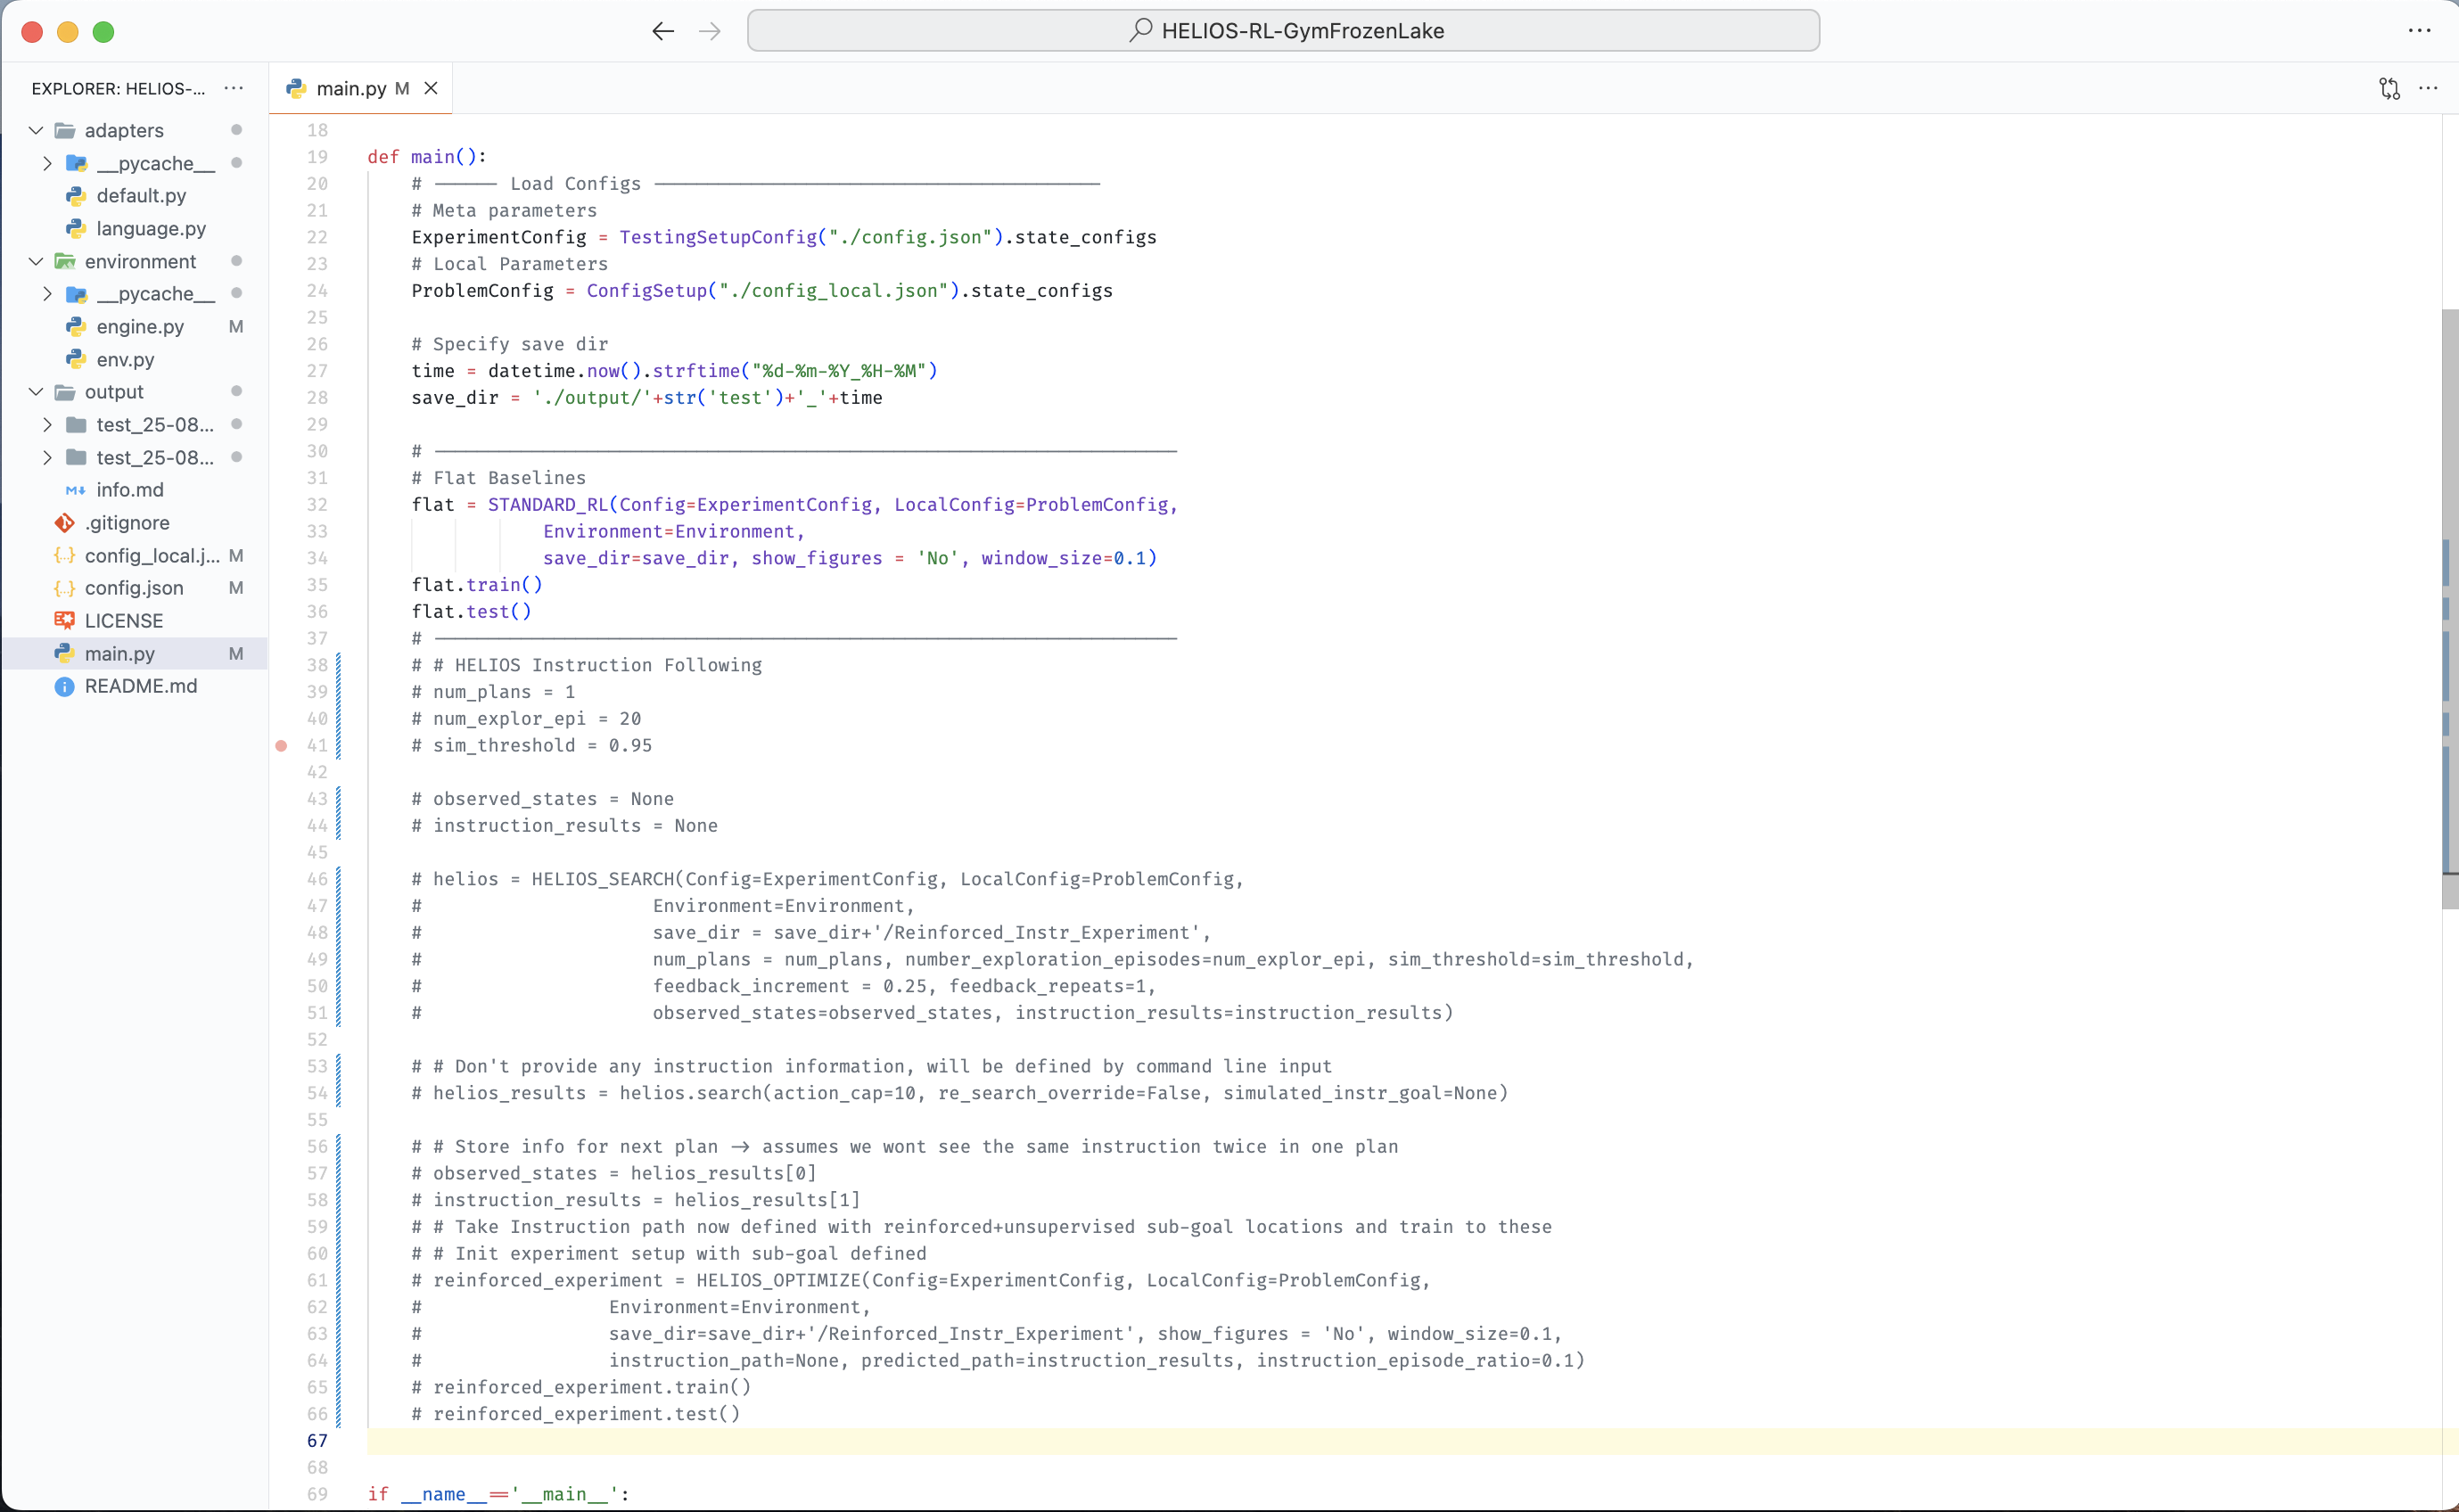 HELIOS-RL-GymFrozenLake
EXPLORER: HELIOS-...
adapters
__pycache__
default.py
language.py
environment
__pycache__
engine.py M
env.py
output
test_25-08...
test_25-08...
info.md
.gitignore
config_local.j... M
config.json M
LICENSE
main.py M
README.md
main.py M
18
19 def main():
20 # —— Load Configs ——————————————
21 # Meta parameters
22 ExperimentConfig = TestingSetupConfig("./config.json").state_configs
23 # Local Parameters
24 ProblemConfig = ConfigSetup("./config_local.json").state_configs
25
26 # Specify save dir
27 time = datetime.now().strftime("%d-%m-%Y_%H-%M")
28 save_dir = './output/'+str('test')+'_'+time
29
30 # ——————————————————————
31 # Flat Baselines
32 flat = STANDARD_RL(Config=ExperimentConfig, LocalConfig=ProblemConfig,
33 Environment=Environment,
34 save_dir=save_dir, show_figures = 'No', window_size=0.1)
35 flat.train()
36 flat.test()
37 # ——————————————————————
38 # # HELIOS Instruction Following
39 # num_plans = 1
40 # num_explor_epi = 20
41 # sim_threshold = 0.95
42
43 # observed_states = None
44 # instruction_results = None
45
46 # helios = HELIOS_SEARCH(Config=ExperimentConfig, LocalConfig=ProblemConfig,
47 # Environment=Environment,
48 # save_dir = save_dir+'/Reinforced_Instr_Experiment',
49 # num_plans = num_plans, number_exploration_episodes=num_explor_epi, sim_threshold=sim_threshold,
50 # feedback_increment = 0.25, feedback_repeats=1,
51 # observed_states=observed_states, instruction_results=instruction_results)
52
53 # # Don't provide any instruction information, will be defined by command line input
54 # helios_results = helios.search(action_cap=10, re_search_override=False, simulated_instr_goal=None)
55
56 # # Store info for next plan -> assumes we wont see the same instruction twice in one plan
57 # observed_states = helios_results[0]
58 # instruction_results = helios_results[1]
59 # # Take Instruction path now defined with reinforced+unsupervised sub-goal locations and train to these
60 # # Init experiment setup with sub-goal defined
61 # reinforced_experiment = HELIOS_OPTIMIZE(Config=ExperimentConfig, LocalConfig=ProblemConfig,
62 # Environment=Environment,
63 # save_dir=save_dir+'/Reinforced_Instr_Experiment', show_figures = 'No', window_size=0.1,
64 # instruction_path=None, predicted_path=instruction_results, instruction_episode_ratio=0.1)
65 # reinforced_experiment.train()
66 # reinforced_experiment.test()
67
68
69 if __name__=='__main__':